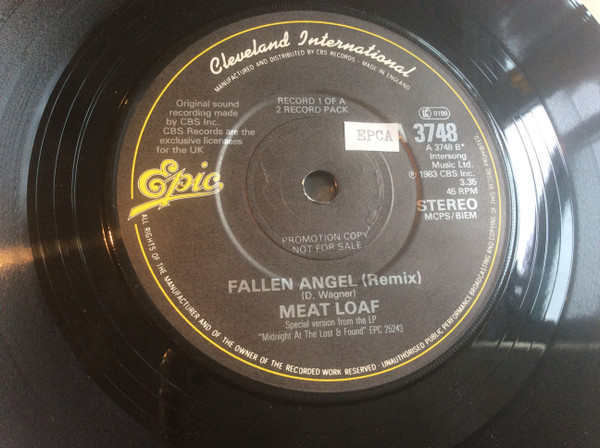 Cleveland International
MANUFACTURED AND DISTRIBUTED BY CBS RECORDS - MADE IN ENGLAND
Original sound
recording made
by CBS Inc..
CBS Records are the
exclusive licensees
for the UK
RECORD 1 OF A
2 RECORD PACK
LC 0199
EPCA
A 3748
A 3748 B*
Intersong
Music Ltd.
℗ 1983 CBS Inc.
3.35
45 RPM
STEREO
MCPS/BIEM
Epic
PROMOTION COPY
NOT FOR SALE
FALLEN ANGEL (Remix)
(D. Wagner)
MEAT LOAF
Special version from the LP
"Midnight At The Lost & Found" EPC 25243
ALL RIGHTS OF THE MANUFACTURER AND OF THE OWNER OF THE RECORDED WORK RESERVED - UNAUTHORISED PUBLIC PERFORMANCE BROADCASTING AND COPYING OF THIS RECORD PROHIBITED